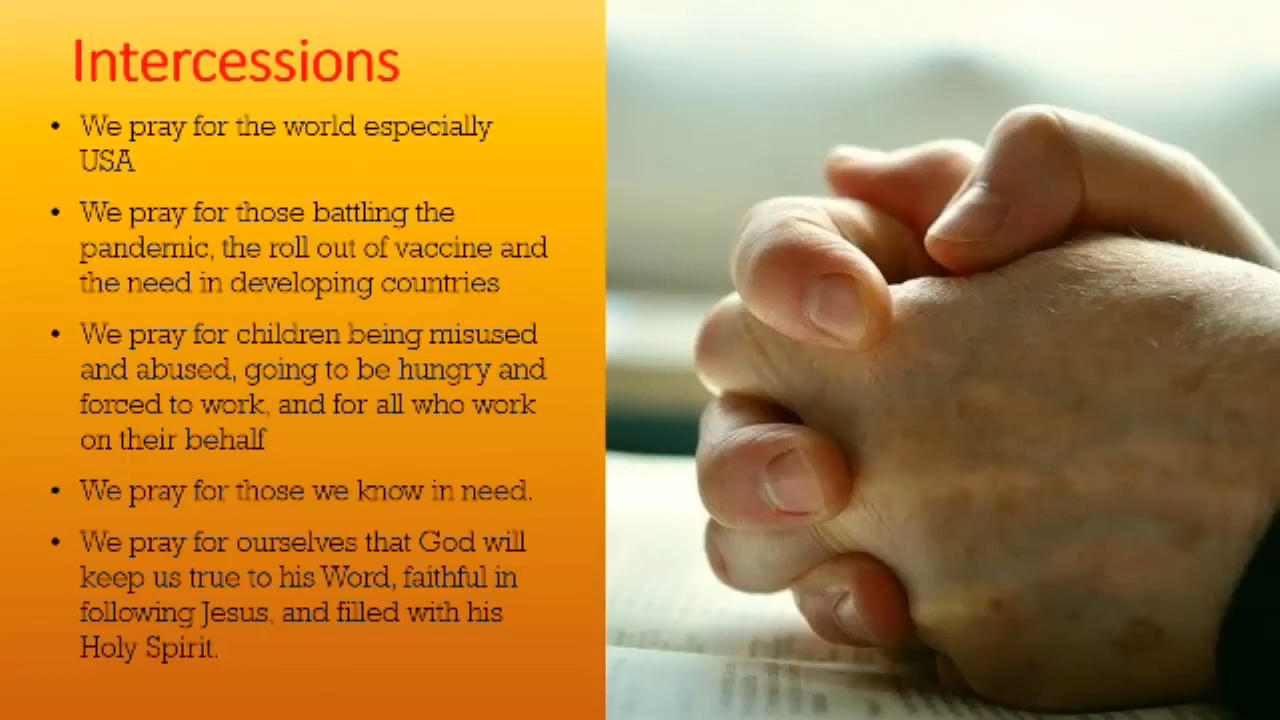 Intercessions
• We pray for the world especially
USA
• We pray for those battling the
pandemic, the roll out of vaccine and
the need in developing countries
• We pray for children being misused
and abused, going to be hungry and
forced to work, and for all who work
on their behalf
• We pray for those we know in need.
• We pray for ourselves that God will
keep us true to his Word, faithful in
following Jesus, and filled with his
Holy Spirit.